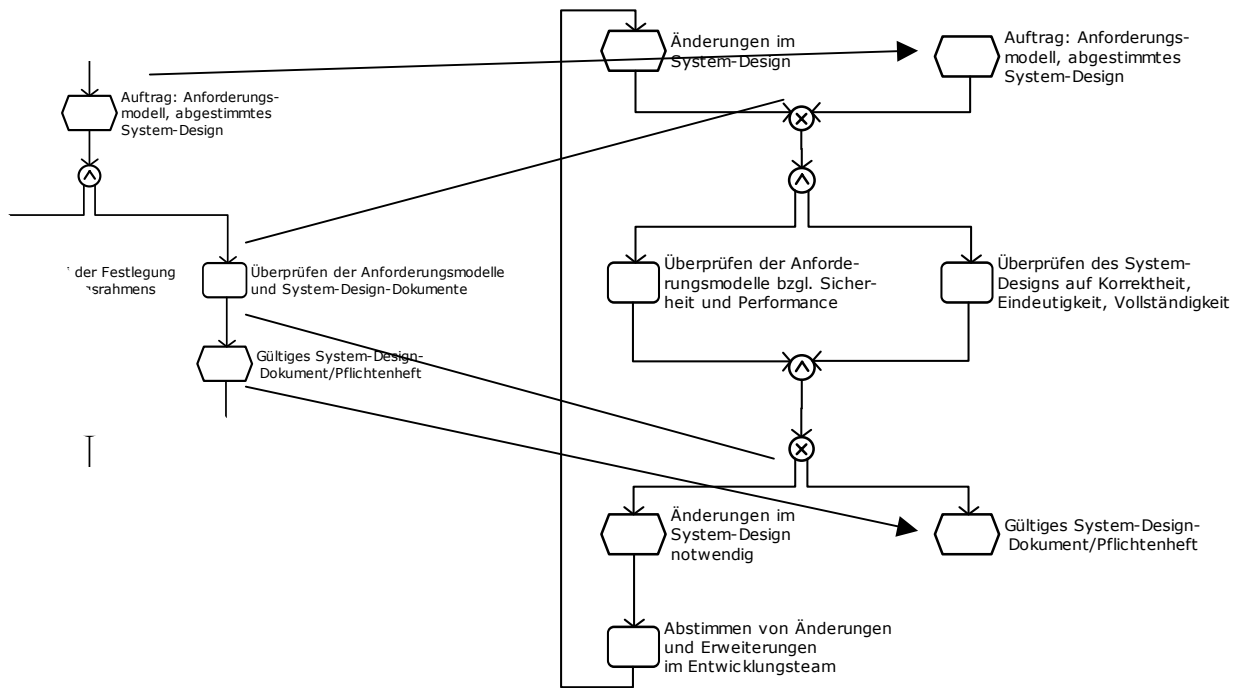 Auftrag: Anforderungs-
modell, abgestimmtes
System-Design
der Festlegung
Überprüfen der Anforderungsmodelle
und System-Design-Dokumente
Gültiges System-Design-
Dokument/Pflichtenheft
Änderungen im
System-Design
Auftrag: Anforderungs-
modell, abgestimmtes
System-Design
Überprüfen der Anforde-
rungsmodelle bzgl. Sicher-
heit und Performance
Überprüfen des System-
Designs auf Korrektheit,
Eindeutigkeit, Vollständigkeit
Änderungen im
System-Design
notwendig
Gültiges System-Design-
Dokument/Pflichtenheft
Abstimmen von Änderungen
und Erweiterungen
im Entwicklungsteam